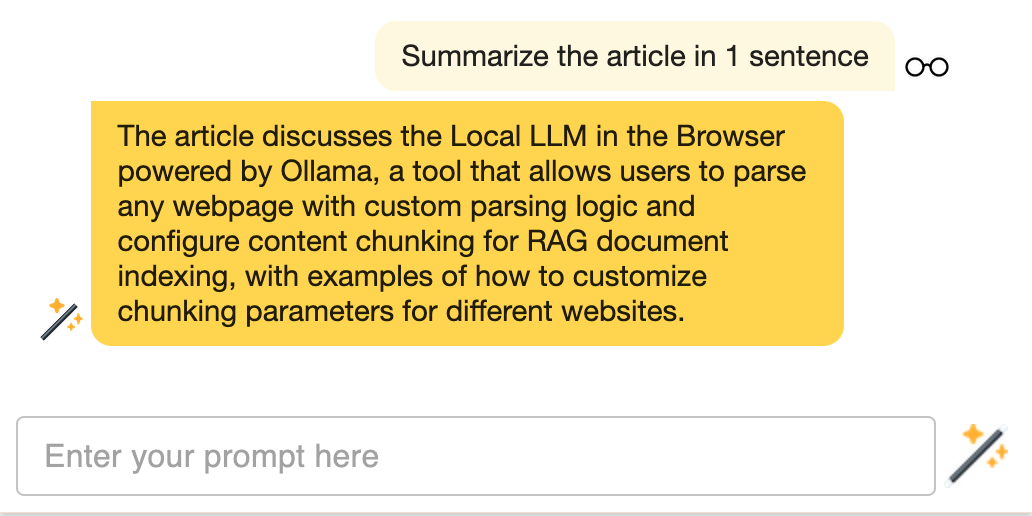 Summarize the article in 1 sentence
The article discusses the Local LLM in the Browser
powered by Ollama, a tool that allows users to parse
any webpage with custom parsing logic and
configure content chunking for RAG document
indexing, with examples of how to customize
chunking parameters for different websites.
Enter your prompt here